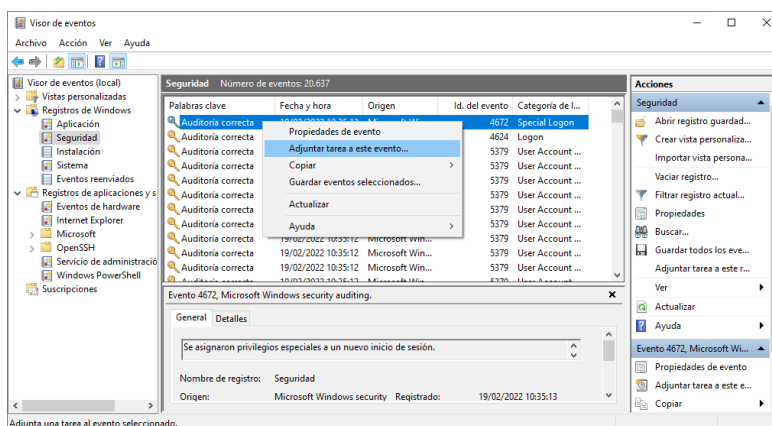 Visor de eventos
Archivo Acción Ver Ayuda
Visor de eventos (local)
Vistas personalizadas
Registros de Windows
Aplicación
Seguridad
Instalación
Sistema
Eventos reenviados
Registros de aplicaciones y s
Eventos de hardware
Internet Explorer
Microsoft
OpenSSH
Servicio de administració
Windows PowerShell
Suscripciones
Seguridad Número de eventos: 20.637
Palabras clave Fecha y hora Origen Id. del evento Categoría de l...
Auditoría correcta 4672 Special Logon
Auditoría correcta 4624 Logon
Auditoría correcta 5379 User Account ...
Auditoría correcta 5379 User Account ...
Auditoría correcta 5379 User Account ...
Auditoría correcta 5379 User Account ...
Auditoría correcta 5379 User Account ...
Auditoría correcta 5379 User Account ...
Auditoría correcta 19/02/2022 10:35:12 Microsoft Win... 5379 User Account ...
Auditoría correcta 19/02/2022 10:35:12 Microsoft Win... 5379 User Account ...
Auditoría correcta 19/02/2022 10:35:12 Microsoft Win... 5379 User Account ...
Propiedades de evento
Adjuntar tarea a este evento...
Copiar
Guardar eventos seleccionados...
Actualizar
Ayuda
Evento 4672, Microsoft Windows security auditing.
General Detalles
Se asignaron privilegios especiales a un nuevo inicio de sesión.
Nombre de registro: Seguridad
Origen: Microsoft Windows security Registrado: 19/02/2022 10:35:13
Acciones
Seguridad
Abrir registro guardad...
Crear vista personaliza...
Importar vista persona...
Vaciar registro...
Filtrar registro actual...
Propiedades
Buscar...
Guardar todos los eve...
Adjuntar tarea a este r...
Ver
Actualizar
Ayuda
Evento 4672, Microsoft Wi...
Propiedades de evento
Adjuntar tarea a este e...
Copiar
Adjunta una tarea al evento seleccionado.